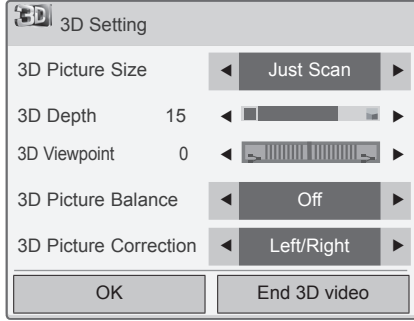 3D 3D Setting
3D Picture Size Just Scan
3D Depth 15
3D Viewpoint 0
3D Picture Balance Off
3D Picture Correction Left/Right
OK End 3D video